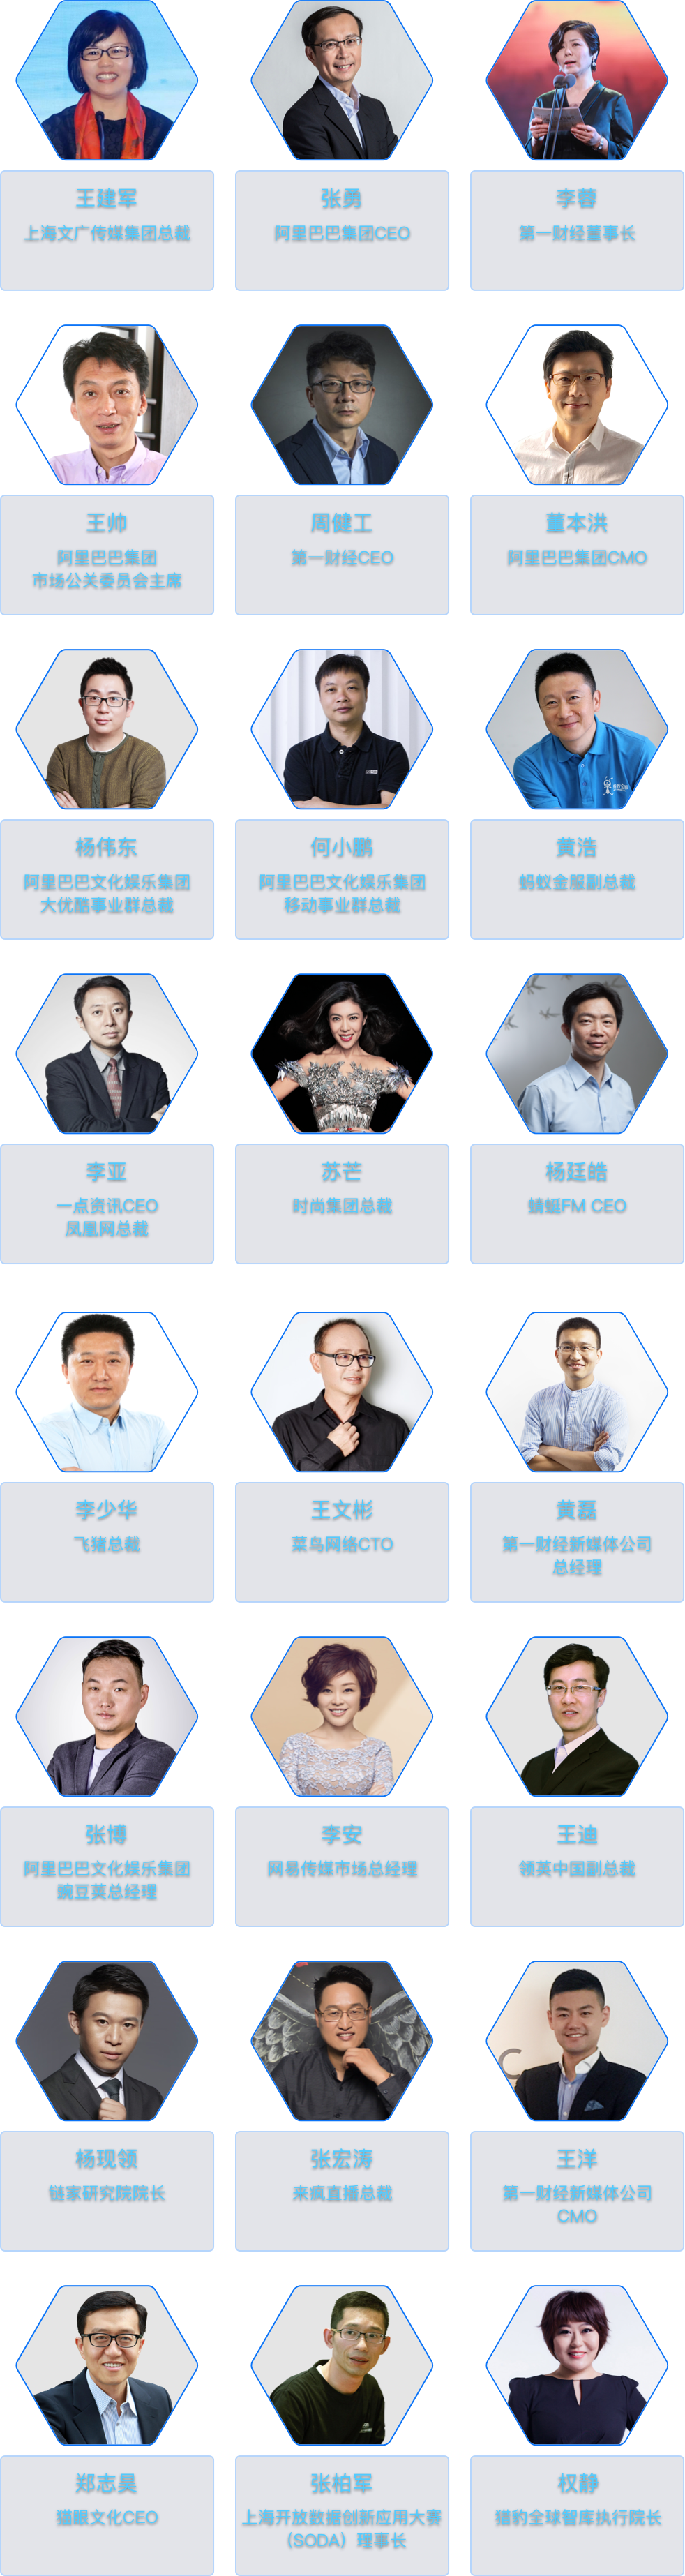 王建军
上海文广传媒集团总裁
张勇
阿里巴巴集团CEO
李蓉
第一财经董事长
王帅
阿里巴巴集团
市场公关委员会主席
周健工
第一财经CEO
董本洪
阿里巴巴集团CMO
杨伟东
阿里巴巴文化娱乐集团
大优酷事业群总裁
何小鹏
阿里巴巴文化娱乐集团
移动事业群总裁
黄浩
蚂蚁金服副总裁
李亚
一点资讯CEO
凤凰网总裁
苏芒
时尚集团总裁
杨廷皓
蜻蜓FM CEO
李少华
飞猪总裁
王文彬
菜鸟网络CTO
黄磊
第一财经新媒体公司
总经理
张博
阿里巴巴文化娱乐集团
豌豆荚总经理
李安
网易传媒市场总经理
王迪
领英中国副总裁
杨现领
链家研究院院长
张宏涛
来疯直播总裁
王洋
第一财经新媒体公司
CMO
郑志昊
猫眼文化CEO
张柏军
上海开放数据创新应用大赛
（SODA）理事长
权静
猎豹全球智库执行院长